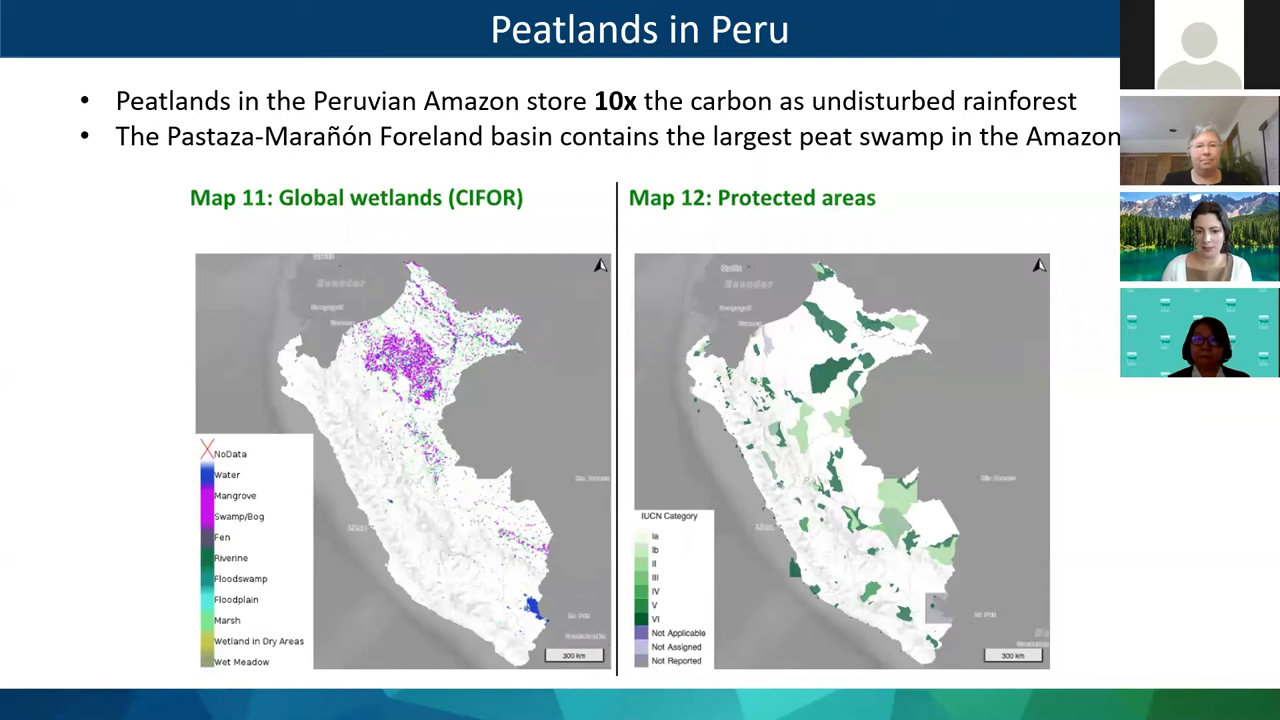 Peatlands in Peru
• Peatlands in the Peruvian Amazon store 10x the carbon as undisturbed rainforest
• The Pastaza-Marañón Foreland basin contains the largest peat swamp in the Amazon
Map 11: Global wetlands (CIFOR)
NoData
Water
Mangrove
Swamp/Bog
Fen
Riverine
Floodswamp
Floodplain
Marsh
Wetland in Dry Areas
Wet Meadow
300 km
Map 12: Protected areas
IUCN Category
Ia
Ib
II
III
IV
V
VI
Not Applicable
Not Assigned
Not Reported
300 km